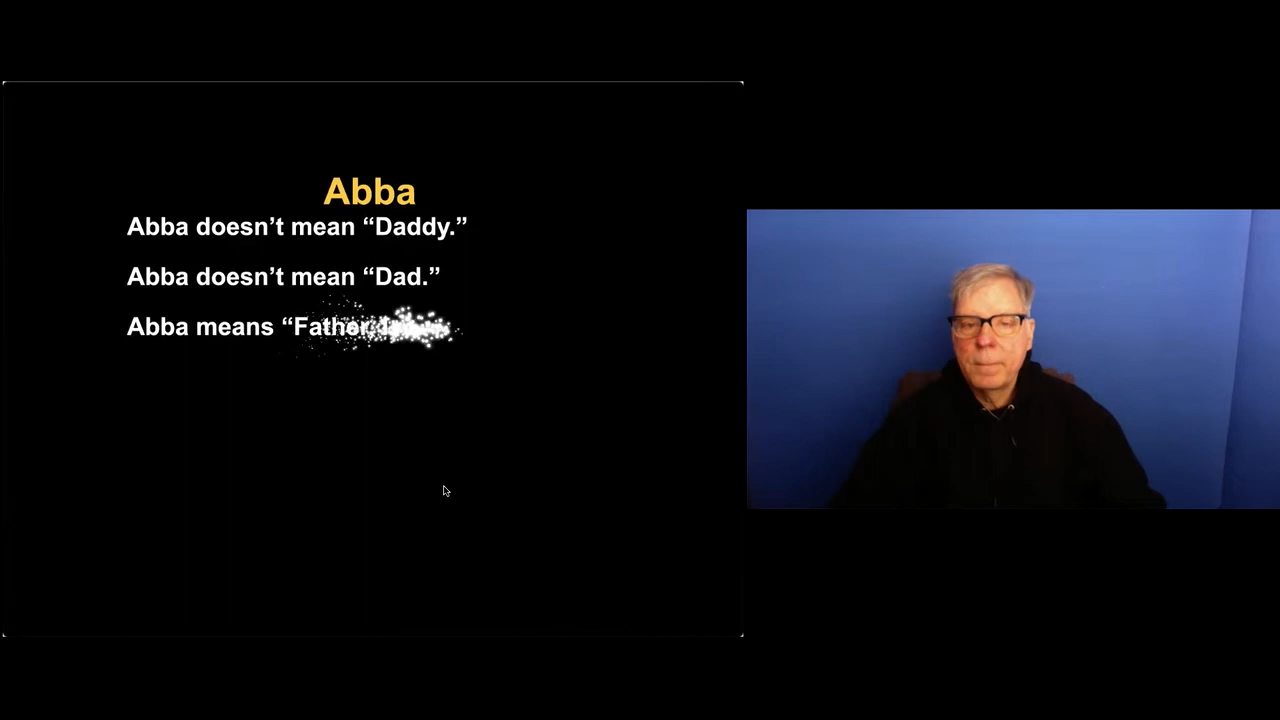 Abba
Abba doesn’t mean “Daddy.”
Abba doesn’t mean “Dad.”
Abba means “Father